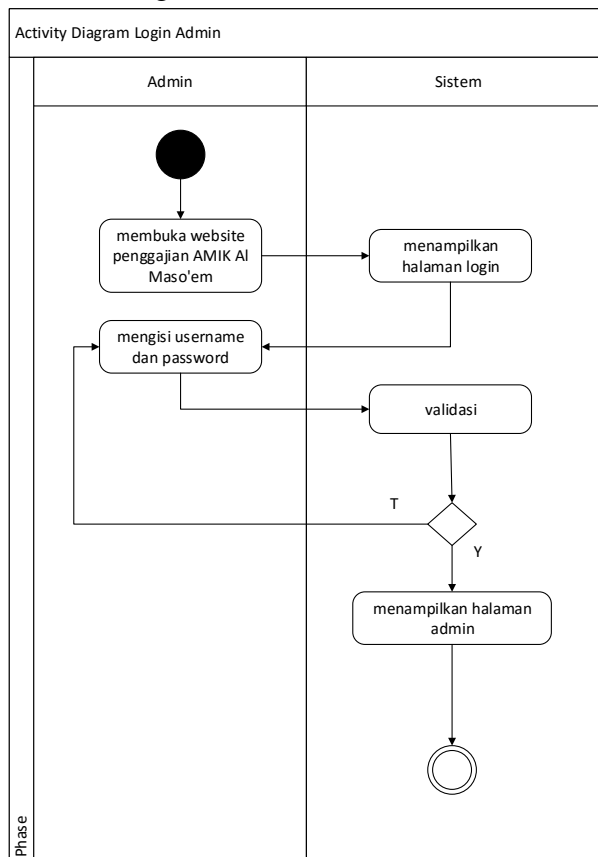 Activity Diagram Login Admin
Admin
Sistem
membuka website
penggajian AMIK Al
Maso'em
menampilkan
halaman login
mengisi username
dan password
validasi
T
Y
menampilkan halaman
admin
Phase